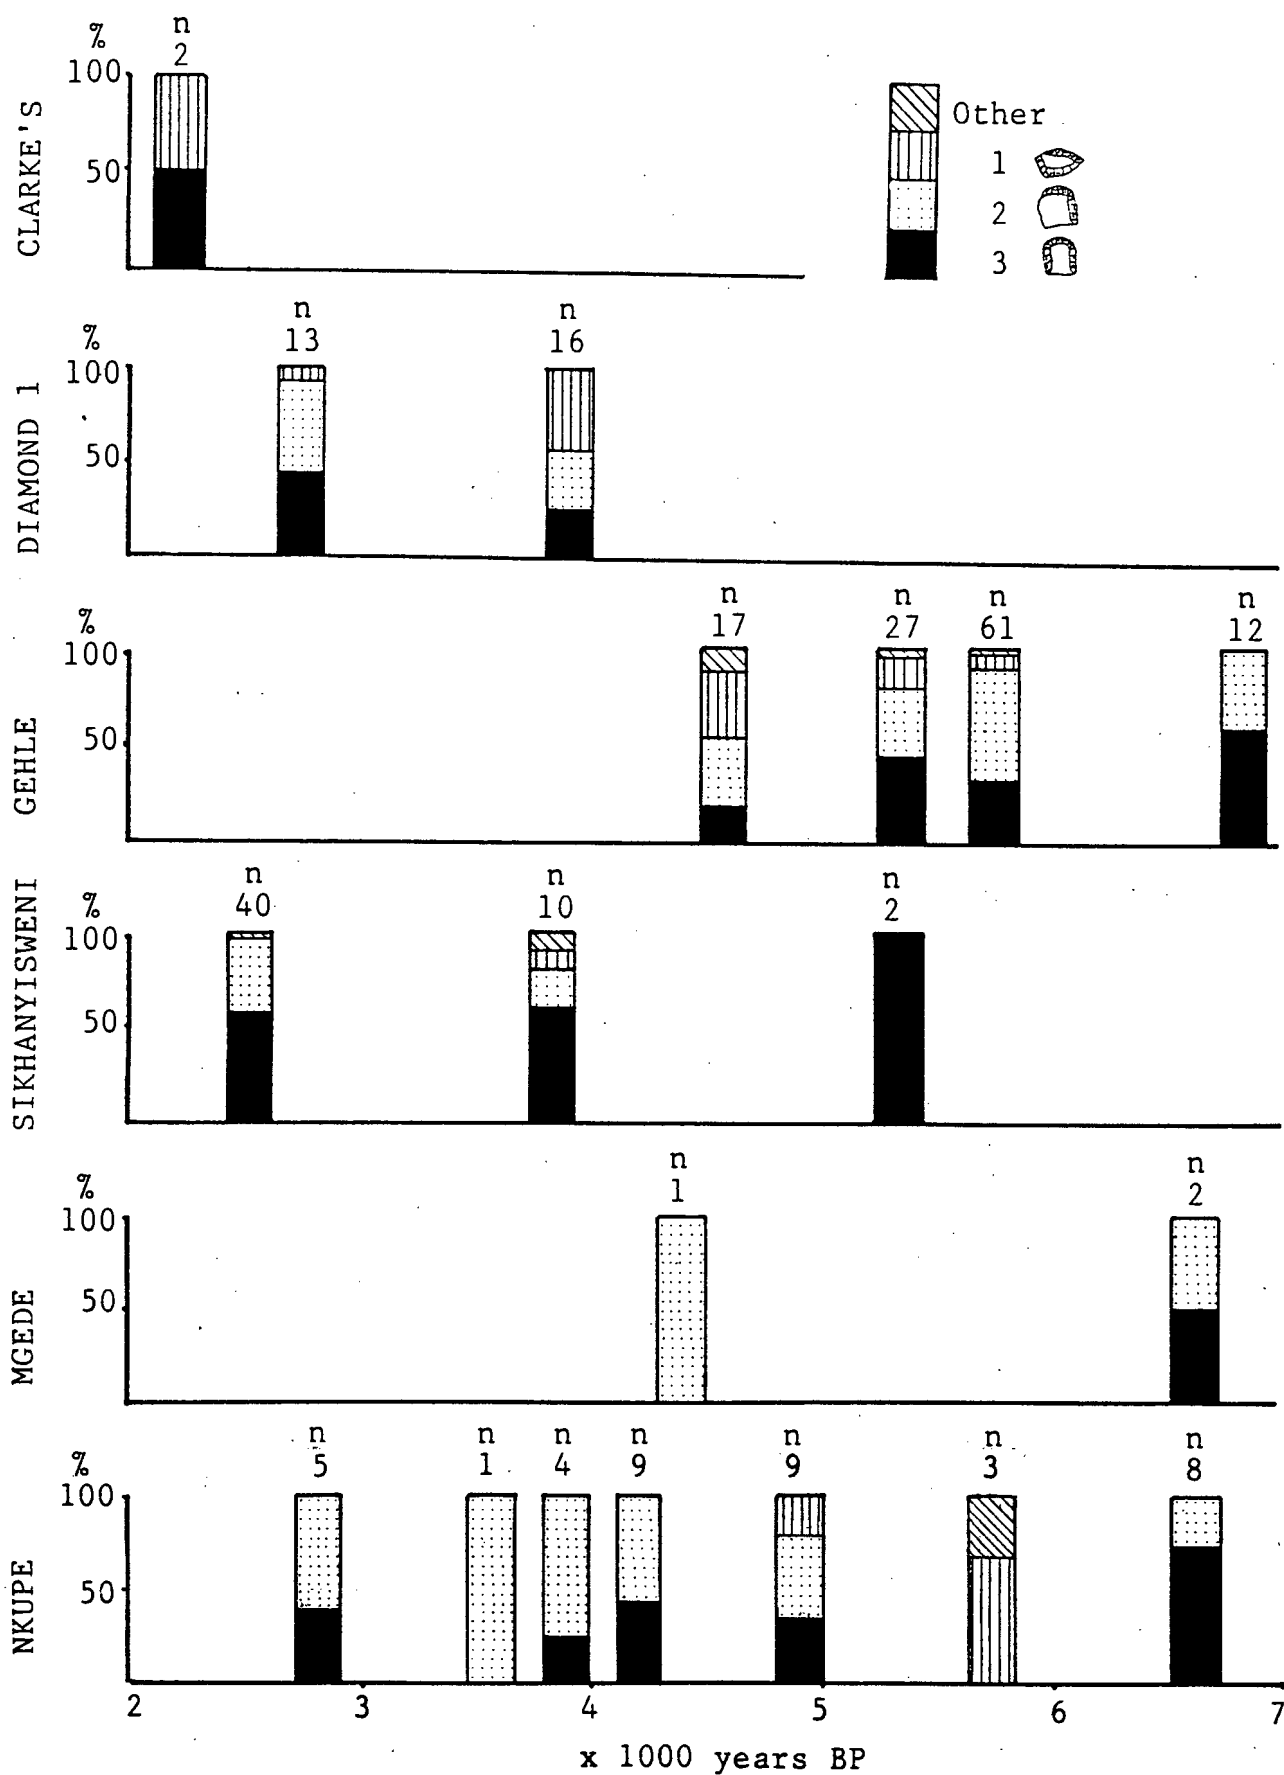 CLARKE'S
%
n
2
100
50
Other
1
2
3
DIAMOND 1
%
n n
13 16
100
50
GEHLE
%
n n n n
17 27 61 12
100
50
SIKHANYISWENI
%
n n n
40 10 2
100
50
MGEDE
%
n n
1 2
100
50
NKUPE
%
n n n n n n n
5 1 4 9 9 3 8
100
50
2 3 4 5 6 7
x 1000 years BP